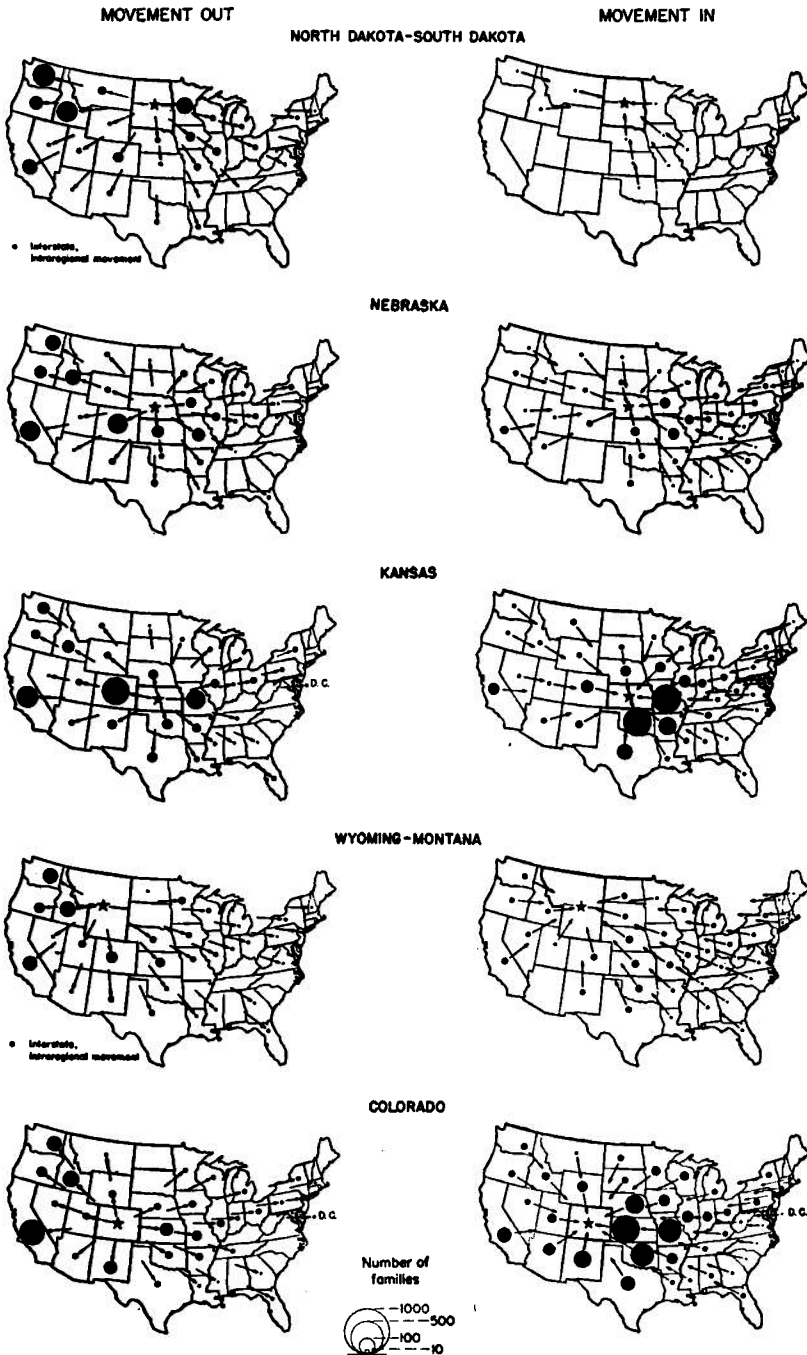 MOVEMENT OUT
MOVEMENT IN
NORTH DAKOTA-SOUTH DAKOTA
Interstate,
Intraregional movement
NEBRASKA
KANSAS
D. C.
WYOMING-MONTANA
Interstate,
Intraregional movement
COLORADO
D. C.
D. C.
Number of
families
1000
500
100
10